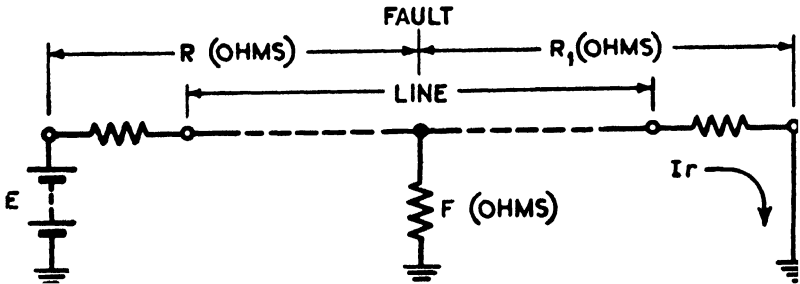 FAULT
R (OHMS)
R₁(OHMS)
LINE
E
Ir
F (OHMS)